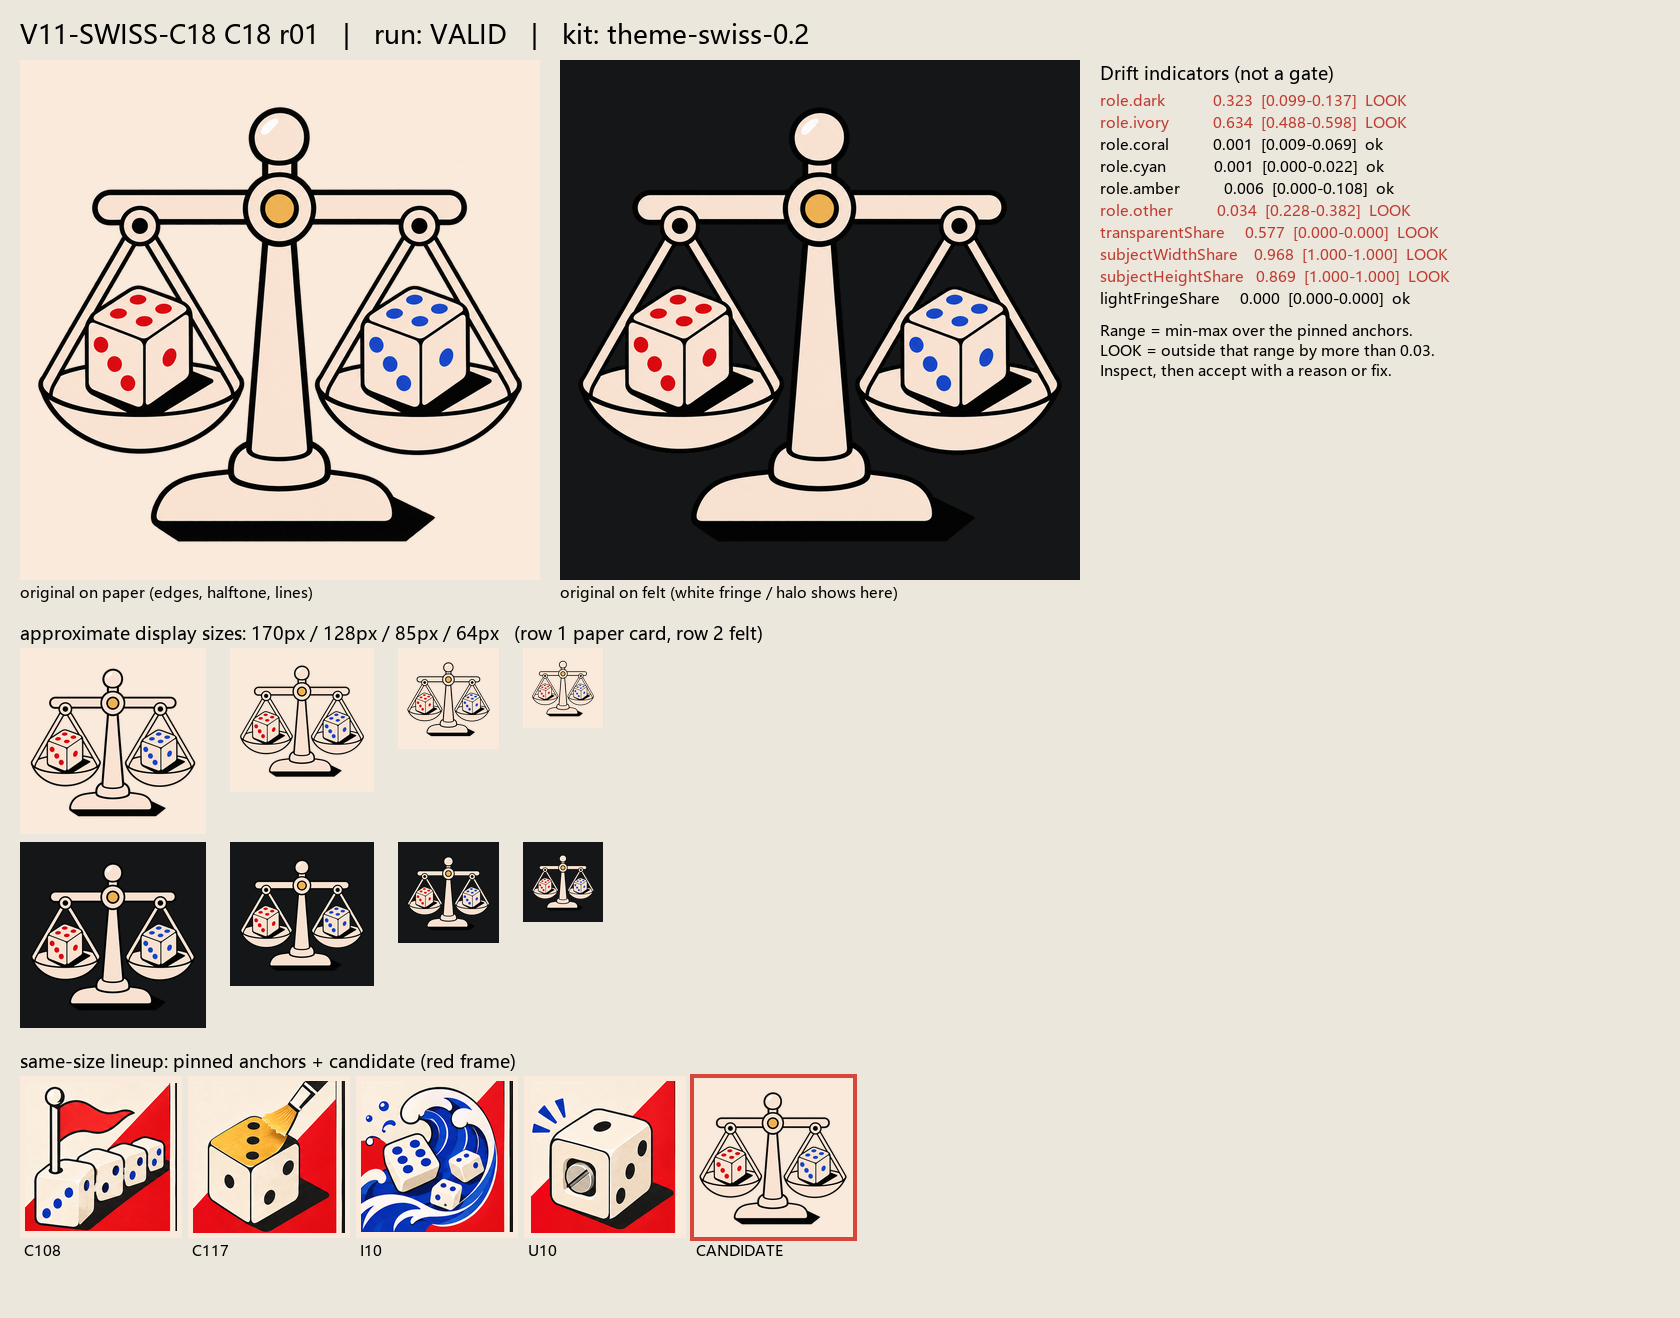 V11-SWISS-C18 C18 r01 | run: VALID | kit: theme-swiss-0.2
Drift indicators (not a gate)
role.dark 0.323 [0.099-0.137] LOOK
role.ivory 0.634 [0.488-0.598] LOOK
role.coral 0.001 [0.009-0.069] ok
role.cyan 0.001 [0.000-0.022] ok
role.amber 0.006 [0.000-0.108] ok
role.other 0.034 [0.228-0.382] LOOK
transparentShare 0.577 [0.000-0.000] LOOK
subjectWidthShare 0.968 [1.000-1.000] LOOK
subjectHeightShare 0.869 [1.000-1.000] LOOK
lightFringeShare 0.000 [0.000-0.000] ok
Range = min-max over the pinned anchors.
LOOK = outside that range by more than 0.03.
Inspect, then accept with a reason or fix.
original on paper (edges, halftone, lines)
original on felt (white fringe / halo shows here)
approximate display sizes: 170px / 128px / 85px / 64px (row 1 paper card, row 2 felt)
same-size lineup: pinned anchors + candidate (red frame)
C108
C117
I10
U10
CANDIDATE